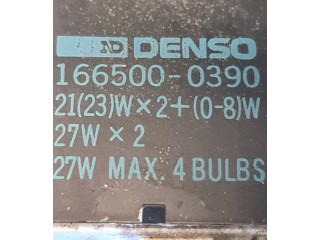 ND DENSO
166500-0390
21(23)W×2+(0-8)W
27W × 2
27W MAX. 4 BULBS